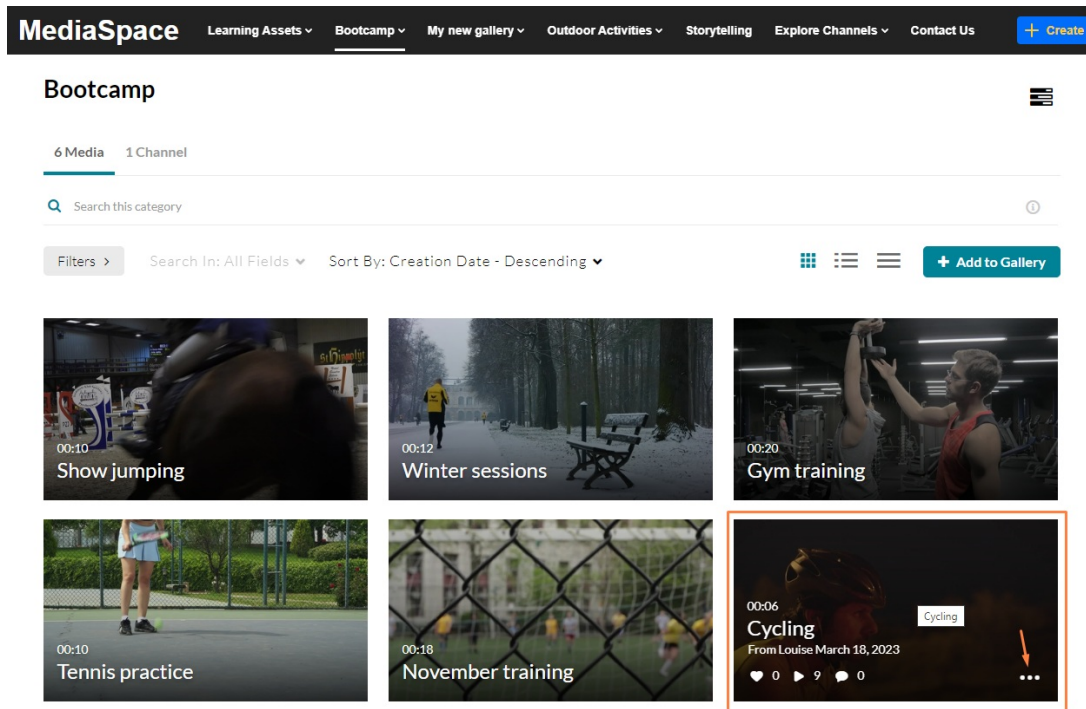 MediaSpace Learning Assets Bootcamp My new gallery Outdoor Activities Storytelling Explore Channels Contact Us + Create
Bootcamp
6 Media 1 Channel
Search this category
Filters > Search In: All Fields Sort By: Creation Date - Descending + Add to Gallery
00:10
Show jumping
00:12
Winter sessions
00:20
Gym training
00:10
Tennis practice
00:18
November training
00:06
Cycling
Cycling
From Louise March 18, 2023
0 9 0